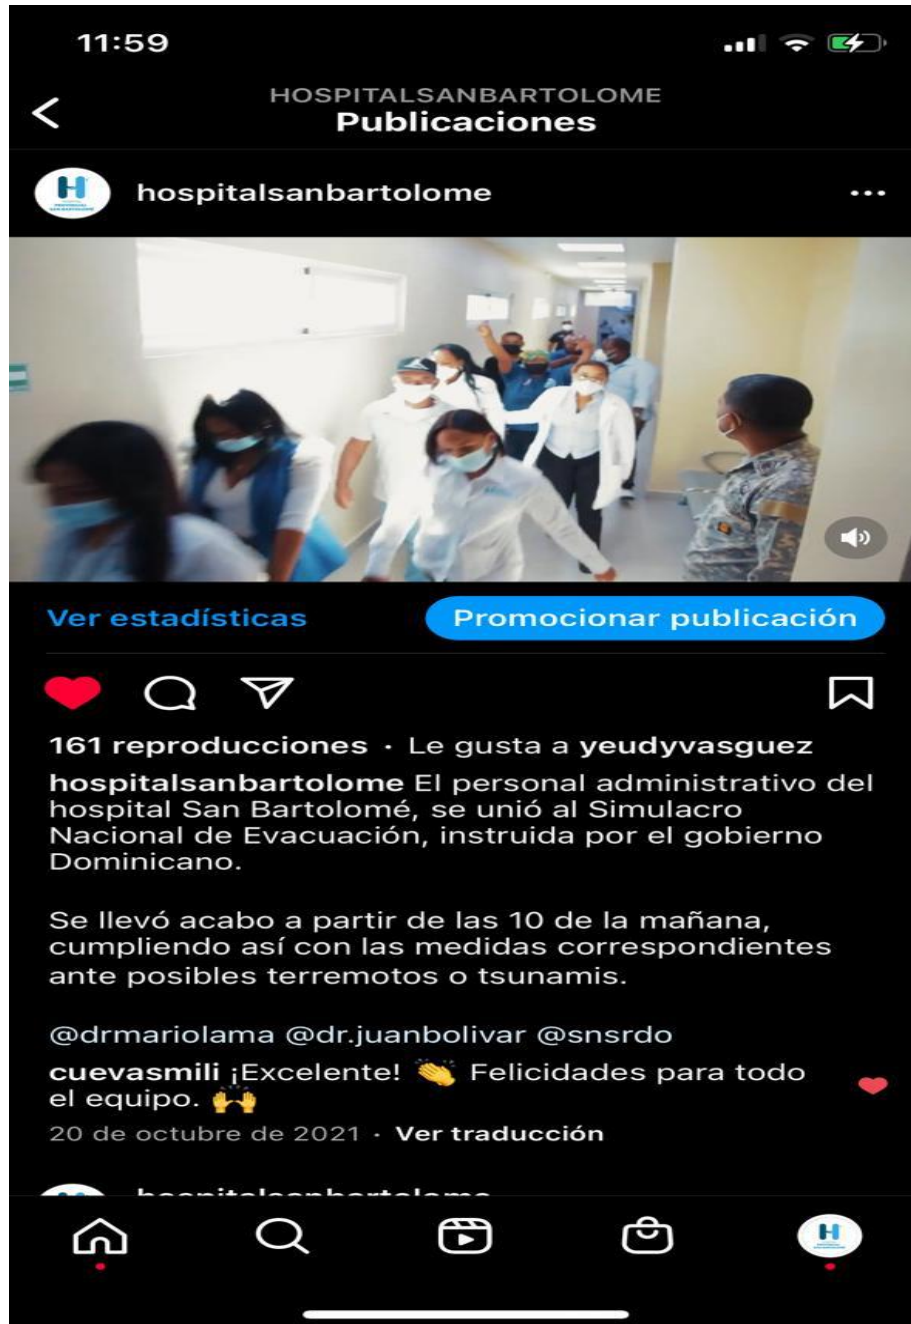 11:59
HOSPITALSANBARTOLOME
Publicaciones
hospitalsanbartolome
Ver estadísticas
Promocionar publicación
161 reproducciones · Le gusta a yeudyvasguez
hospitalsanbartolome El personal administrativo del
hospital San Bartolomé, se unió al Simulacro
Nacional de Evacuación, instruida por el gobierno
Dominicano.
Se llevó acabo a partir de las 10 de la mañana,
cumpliendo así con las medidas correspondientes
ante posibles terremotos o tsunamis.
@drmariolama @dr.juanbolivar @snsrdo
cuevasmili ¡Excelente! 👏 Felicidades para todo
el equipo. 🙌
20 de octubre de 2021 · Ver traducción